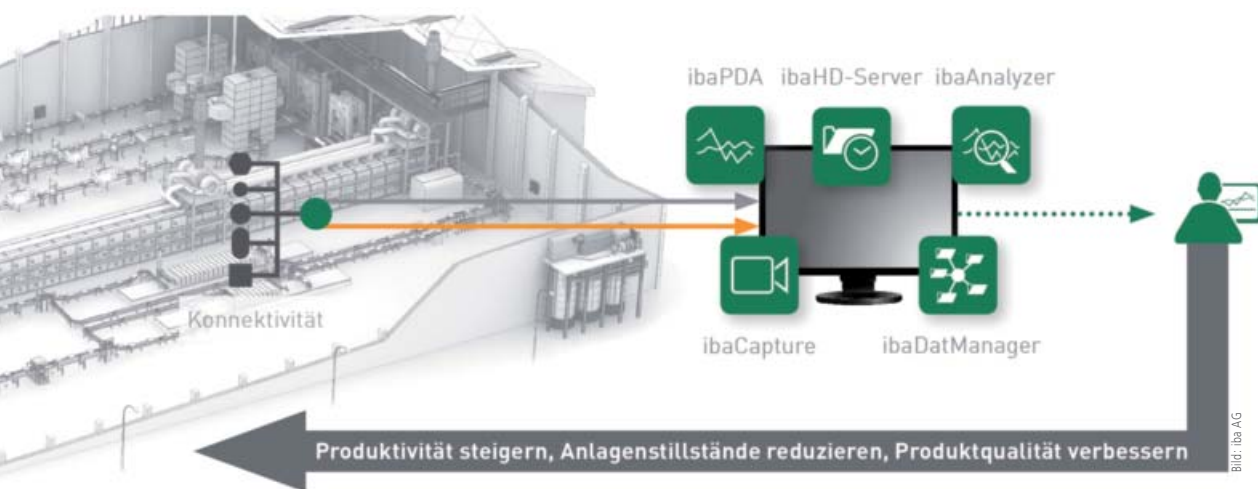 ibaPDA ibaHD-Server ibaAnalyzer
Konnektivität
ibaCapture ibaDatManager
Produktivität steigern, Anlagenstillstände reduzieren, Produktqualität verbessern
Bild: iba AG